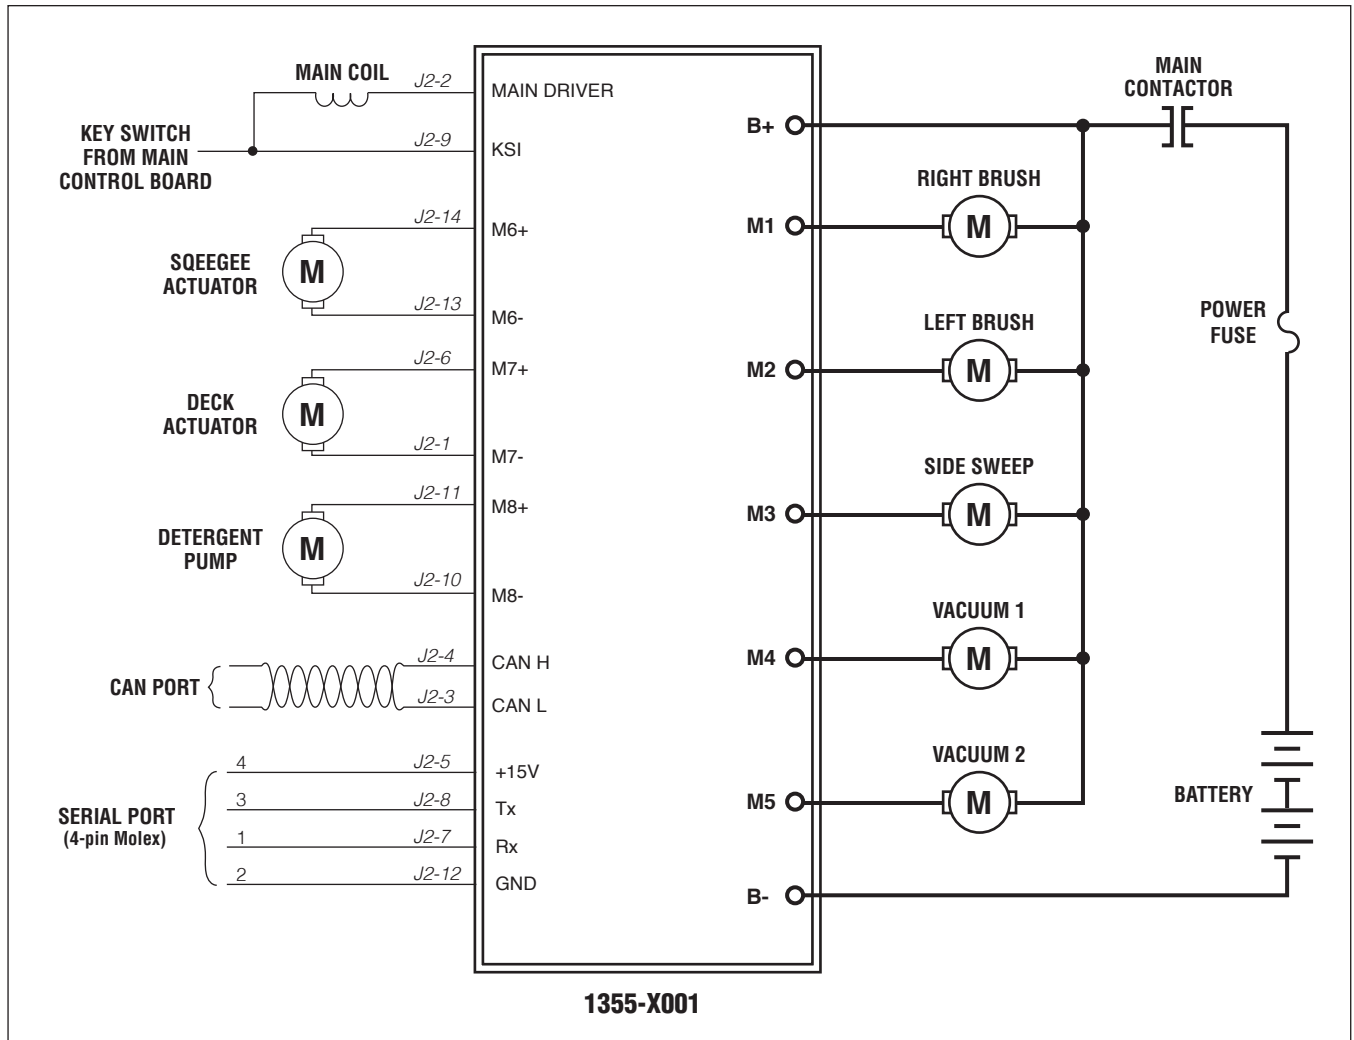 MAIN COIL
J2-2
MAIN DRIVER
KEY SWITCH
FROM MAIN
CONTROL BOARD
J2-9
KSI
SQEEGEE
ACTUATOR
M
J2-14
M6+
J2-13
M6-
DECK
ACTUATOR
M
J2-6
M7+
J2-1
M7-
DETERGENT
PUMP
M
J2-11
M8+
J2-10
M8-
CAN PORT
J2-4
CAN H
J2-3
CAN L
SERIAL PORT
(4-pin Molex)
4
J2-5
+15V
3
J2-8
Tx
1
J2-7
Rx
2
J2-12
GND
B+
MAIN
CONTACTOR
RIGHT BRUSH
M1
M
LEFT BRUSH
M2
M
POWER
FUSE
SIDE SWEEP
M3
M
VACUUM 1
M4
M
VACUUM 2
M5
M
BATTERY
B-
1355-X001